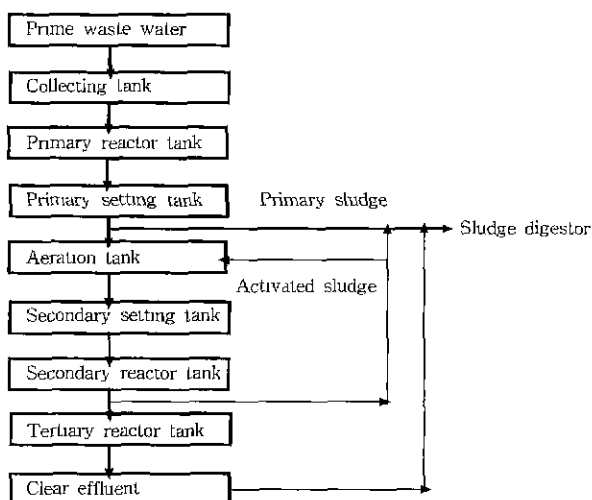 Prime waste water
Collecting tank
Primary reactor tank
Primary setting tank
Primary sludge
Sludge digestor
Aeration tank
Activated sludge
Secondary setting tank
Secondary reactor tank
Tertiary reactor tank
Clear effluent